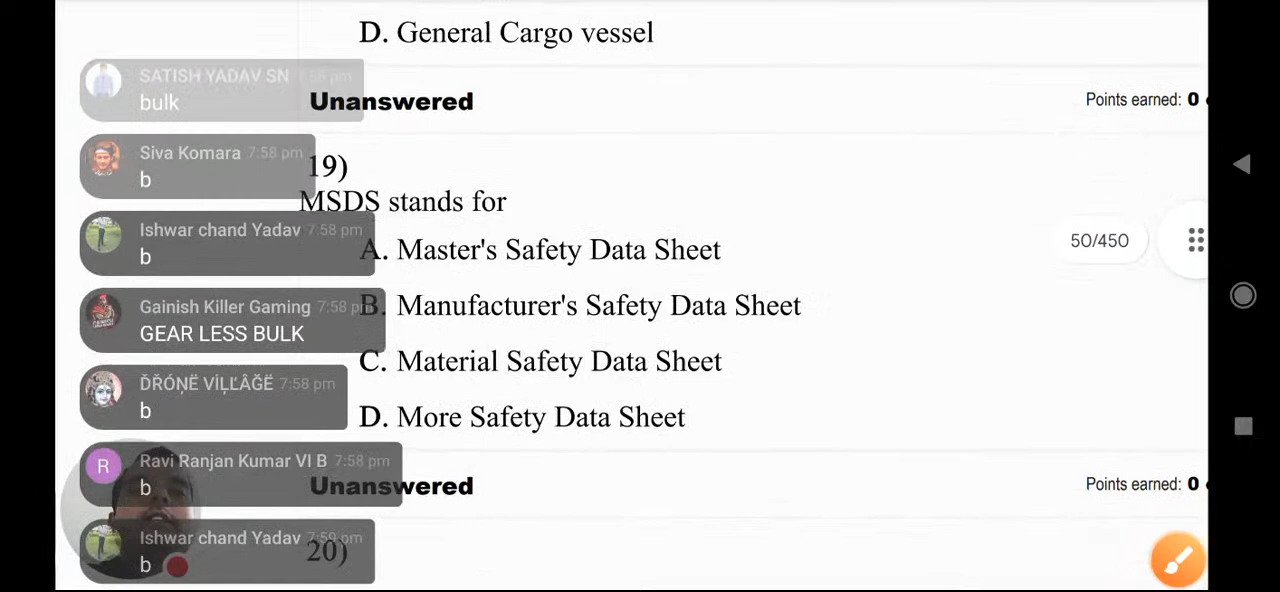 D. General Cargo vessel
SATISH YADAV SN
bulk
Unanswered
Points earned: 0
Siva Komara 7:58 pm
b
19)
MSDS stands for
Ishwar chand Yadav 7:58 pm
b
A. Master's Safety Data Sheet
50/450
Gainish Killer Gaming 7:58 pm
GEAR LESS BULK
B. Manufacturer's Safety Data Sheet
C. Material Safety Data Sheet
ĎŘÓŅË VİĻĽÂĞË 7:58 pm
b
D. More Safety Data Sheet
R
Ravi Ranjan Kumar VI B 7:58 pm
b
Unanswered
Points earned: 0
Ishwar chand Yadav 7:59 pm
b
20)